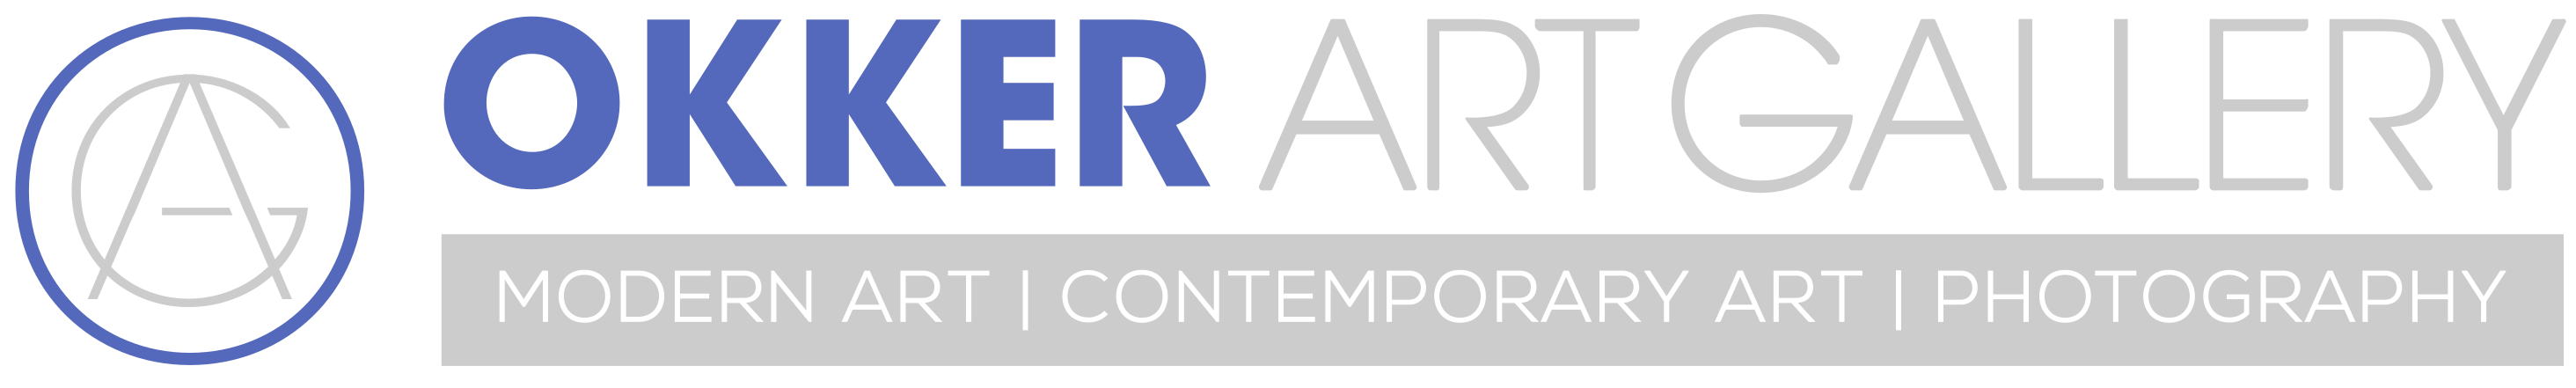 OKKER ART GALLERY
MODERN ART | CONTEMPORARY ART | PHOTOGRAPHY